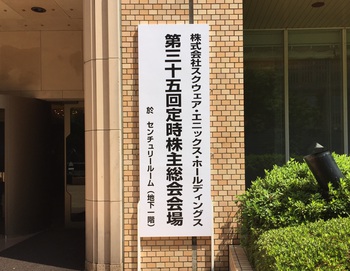 株式会社スクウェア・エニックス・ホールディングス
第三十五回定時株主総会会場
於 センチュリールーム(地下一階)